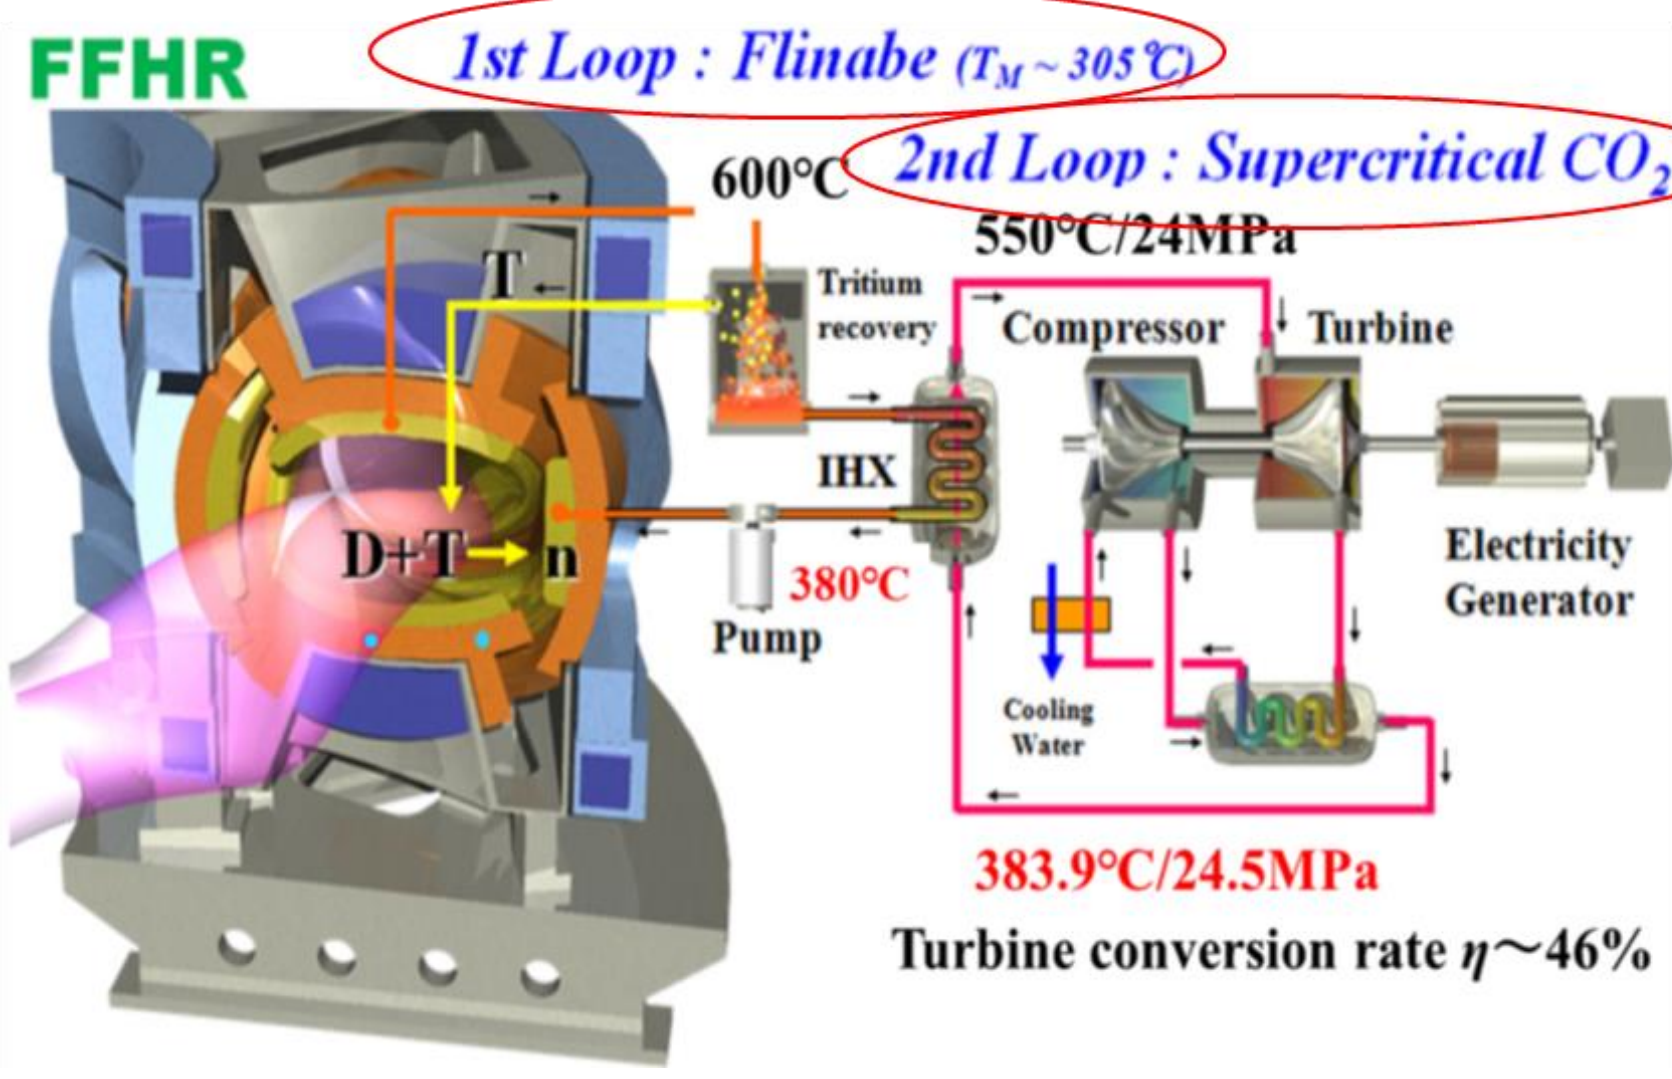 FFHR
1st Loop : Flinabe (TM ~ 305℃)
2nd Loop : Supercritical CO2
600℃
550℃/24MPa
T
Tritium
recovery
Compressor
Turbine
IHX
D+T
n
380℃
Pump
Electricity
Generator
Cooling
Water
383.9℃/24.5MPa
Turbine conversion rate η～46%